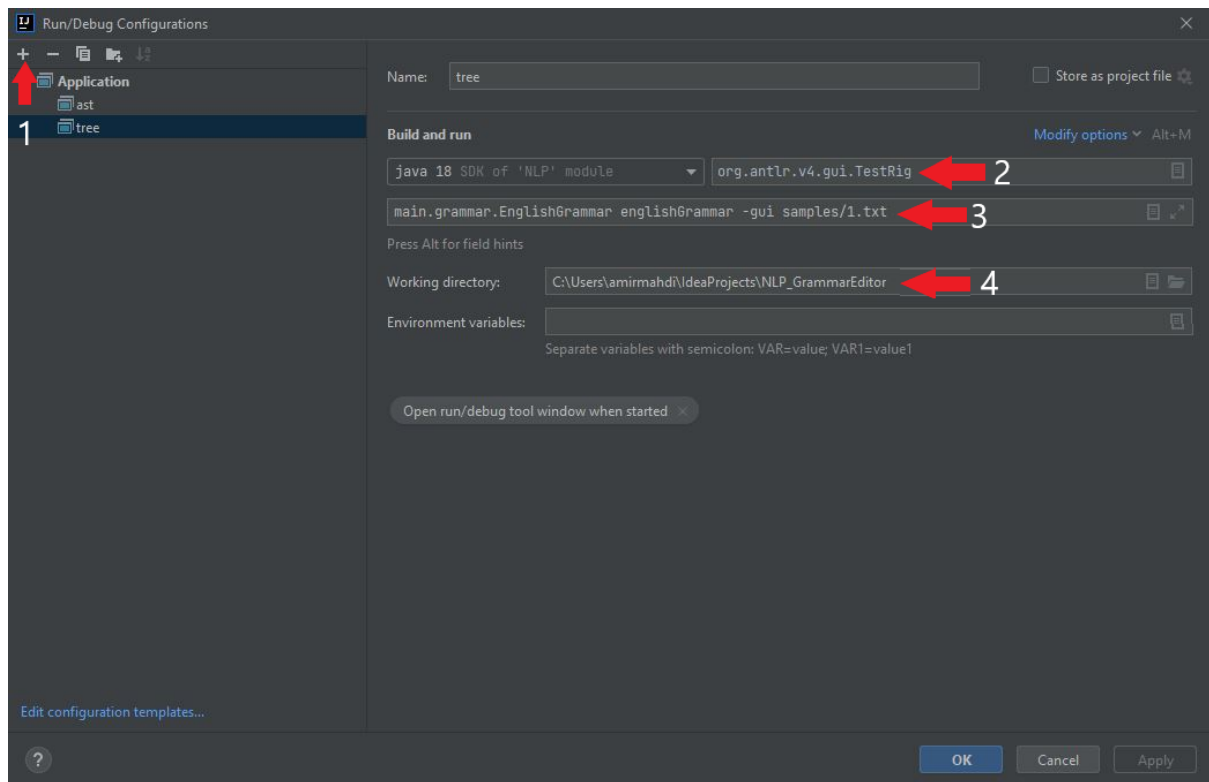 Run/Debug Configurations
Application
1
ast
tree
Name: tree
Store as project file
Build and run
Modify options Alt+M
java 18 SDK of 'NLP' module
org.antlr.v4.gui.TestRig
2
main.grammar.EnglishGrammar englishGrammar -gui samples/1.txt
3
Press Alt for field hints
Working directory: C:\Users\amirmahdi\IdeaProjects\NLP_GrammarEditor
4
Environment variables:
Separate variables with semicolon: VAR=value; VAR1=value1
Open run/debug tool window when started
Edit configuration templates...
?
OK Cancel Apply